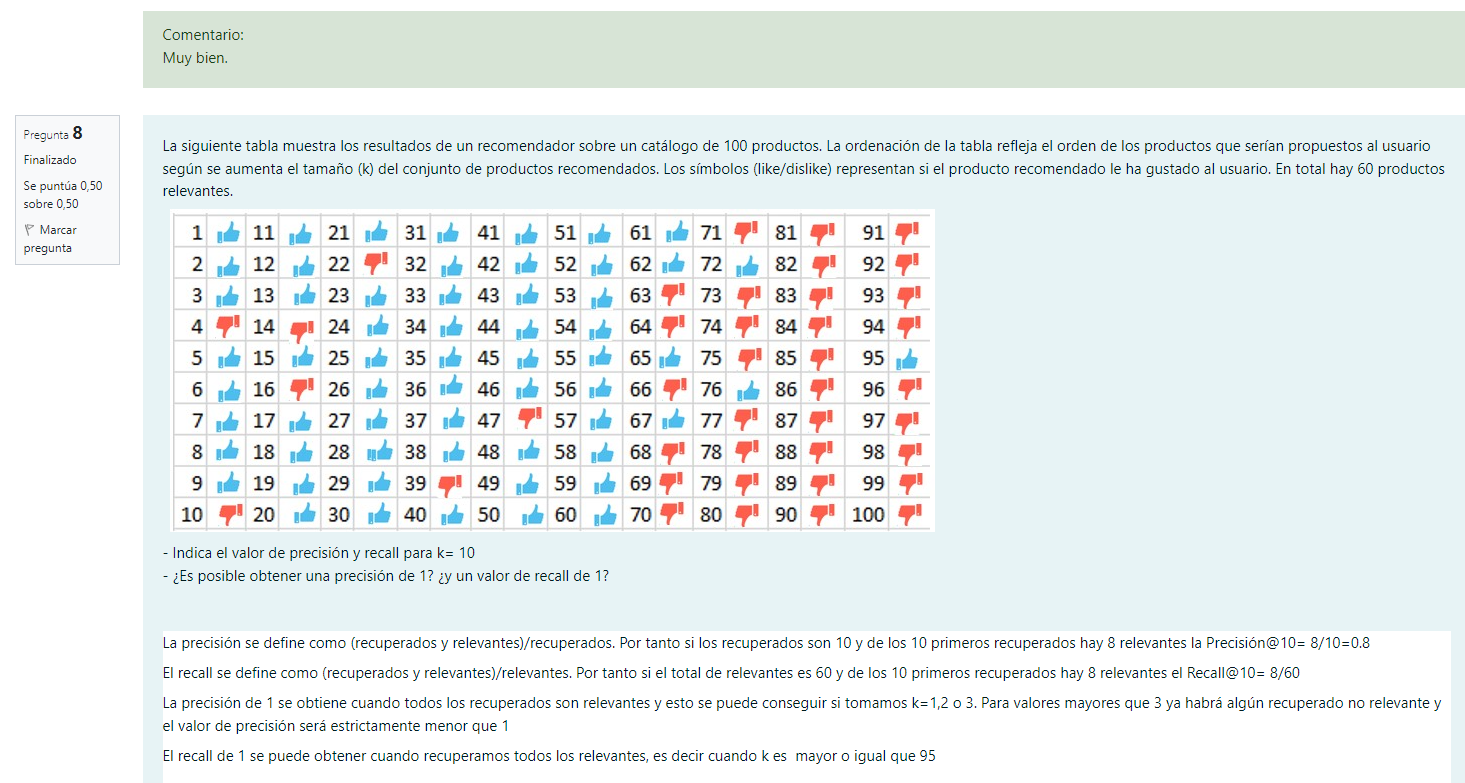 Comentario:
Muy bien.
Pregunta 8
Finalizado
Se puntúa 0,50
sobre 0,50
Marcar
pregunta
La siguiente tabla muestra los resultados de un recomendador sobre un catálogo de 100 productos. La ordenación de la tabla refleja el orden de los productos que serían propuestos al usuario
según se aumenta el tamaño (k) del conjunto de productos recomendados. Los símbolos (like/dislike) representan si el producto recomendado le ha gustado al usuario. En total hay 60 productos
relevantes.
1 11 21 31 41 51 61 71 81 91
2 12 22 32 42 52 62 72 82 92
3 13 23 33 43 53 63 73 83 93
4 14 24 34 44 54 64 74 84 94
5 15 25 35 45 55 65 75 85 95
6 16 26 36 46 56 66 76 86 96
7 17 27 37 47 57 67 77 87 97
8 18 28 38 48 58 68 78 88 98
9 19 29 39 49 59 69 79 89 99
10 20 30 40 50 60 70 80 90 100
- Indica el valor de precisión y recall para k= 10
- ¿Es posible obtener una precisión de 1? ¿y un valor de recall de 1?
La precisión se define como (recuperados y relevantes)/recuperados. Por tanto si los recuperados son 10 y de los 10 primeros recuperados hay 8 relevantes la Precisión@10= 8/10=0.8
El recall se define como (recuperados y relevantes)/relevantes. Por tanto si el total de relevantes es 60 y de los 10 primeros recuperados hay 8 relevantes el Recall@10= 8/60
La precisión de 1 se obtiene cuando todos los recuperados son relevantes y esto se puede conseguir si tomamos k=1,2 o 3. Para valores mayores que 3 ya habrá algún recuperado no relevante y
el valor de precisión será estrictamente menor que 1
El recall de 1 se puede obtener cuando recuperamos todos los relevantes, es decir cuando k es  mayor o igual que 95